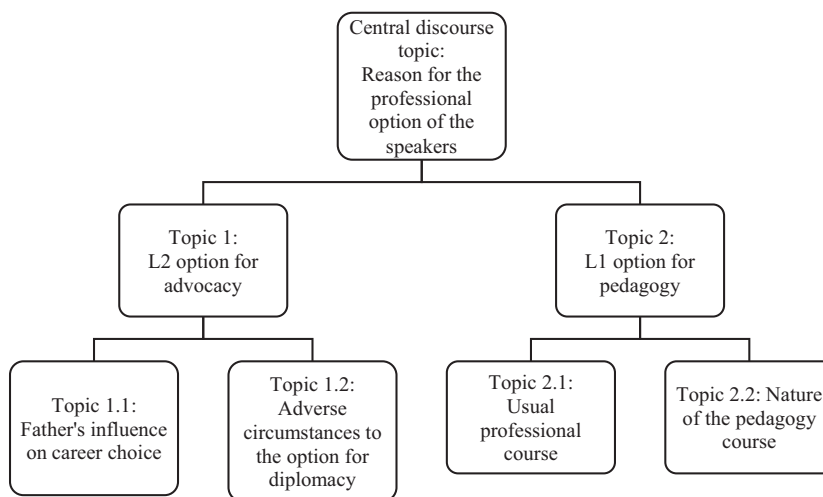 Central discourse
topic:
Reason for the
professional
option of the
speakers
Topic 1:
L2 option for
advocacy
Topic 2:
L1 option for
pedagogy
Topic 1.1:
Father's influence
on career choice
Topic 1.2:
Adverse
circumstances to
the option for
diplomacy
Topic 2.1:
Usual
professional
course
Topic 2.2: Nature
of the pedagogy
course